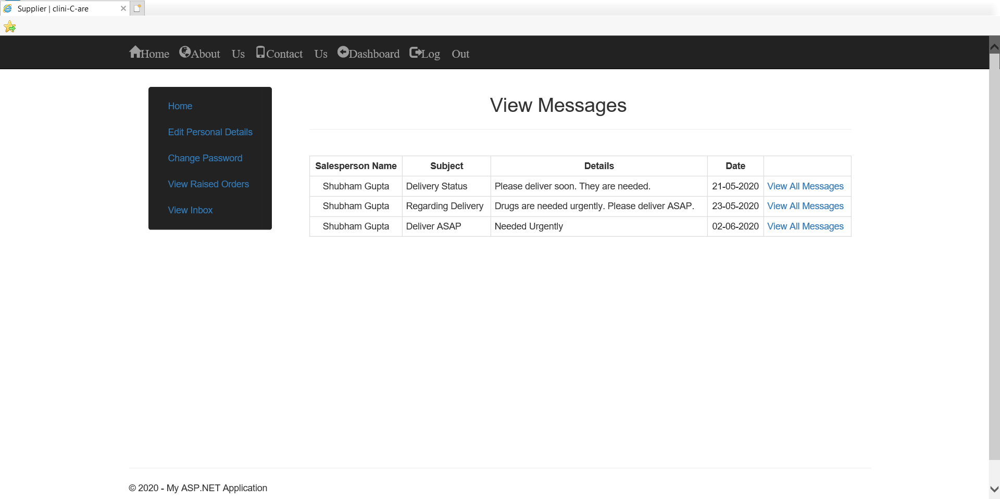 Supplier | clini-C-are
Home About Us Contact Us Dashboard Log Out
Home
Edit Personal Details
Change Password
View Raised Orders
View Inbox
View Messages
Salesperson Name Subject Details Date
Shubham Gupta Delivery Status Please deliver soon. They are needed. 21-05-2020 View All Messages
Shubham Gupta Regarding Delivery Drugs are needed urgently. Please deliver ASAP. 23-05-2020 View All Messages
Shubham Gupta Deliver ASAP Needed Urgently 02-06-2020 View All Messages
© 2020 - My ASP.NET Application